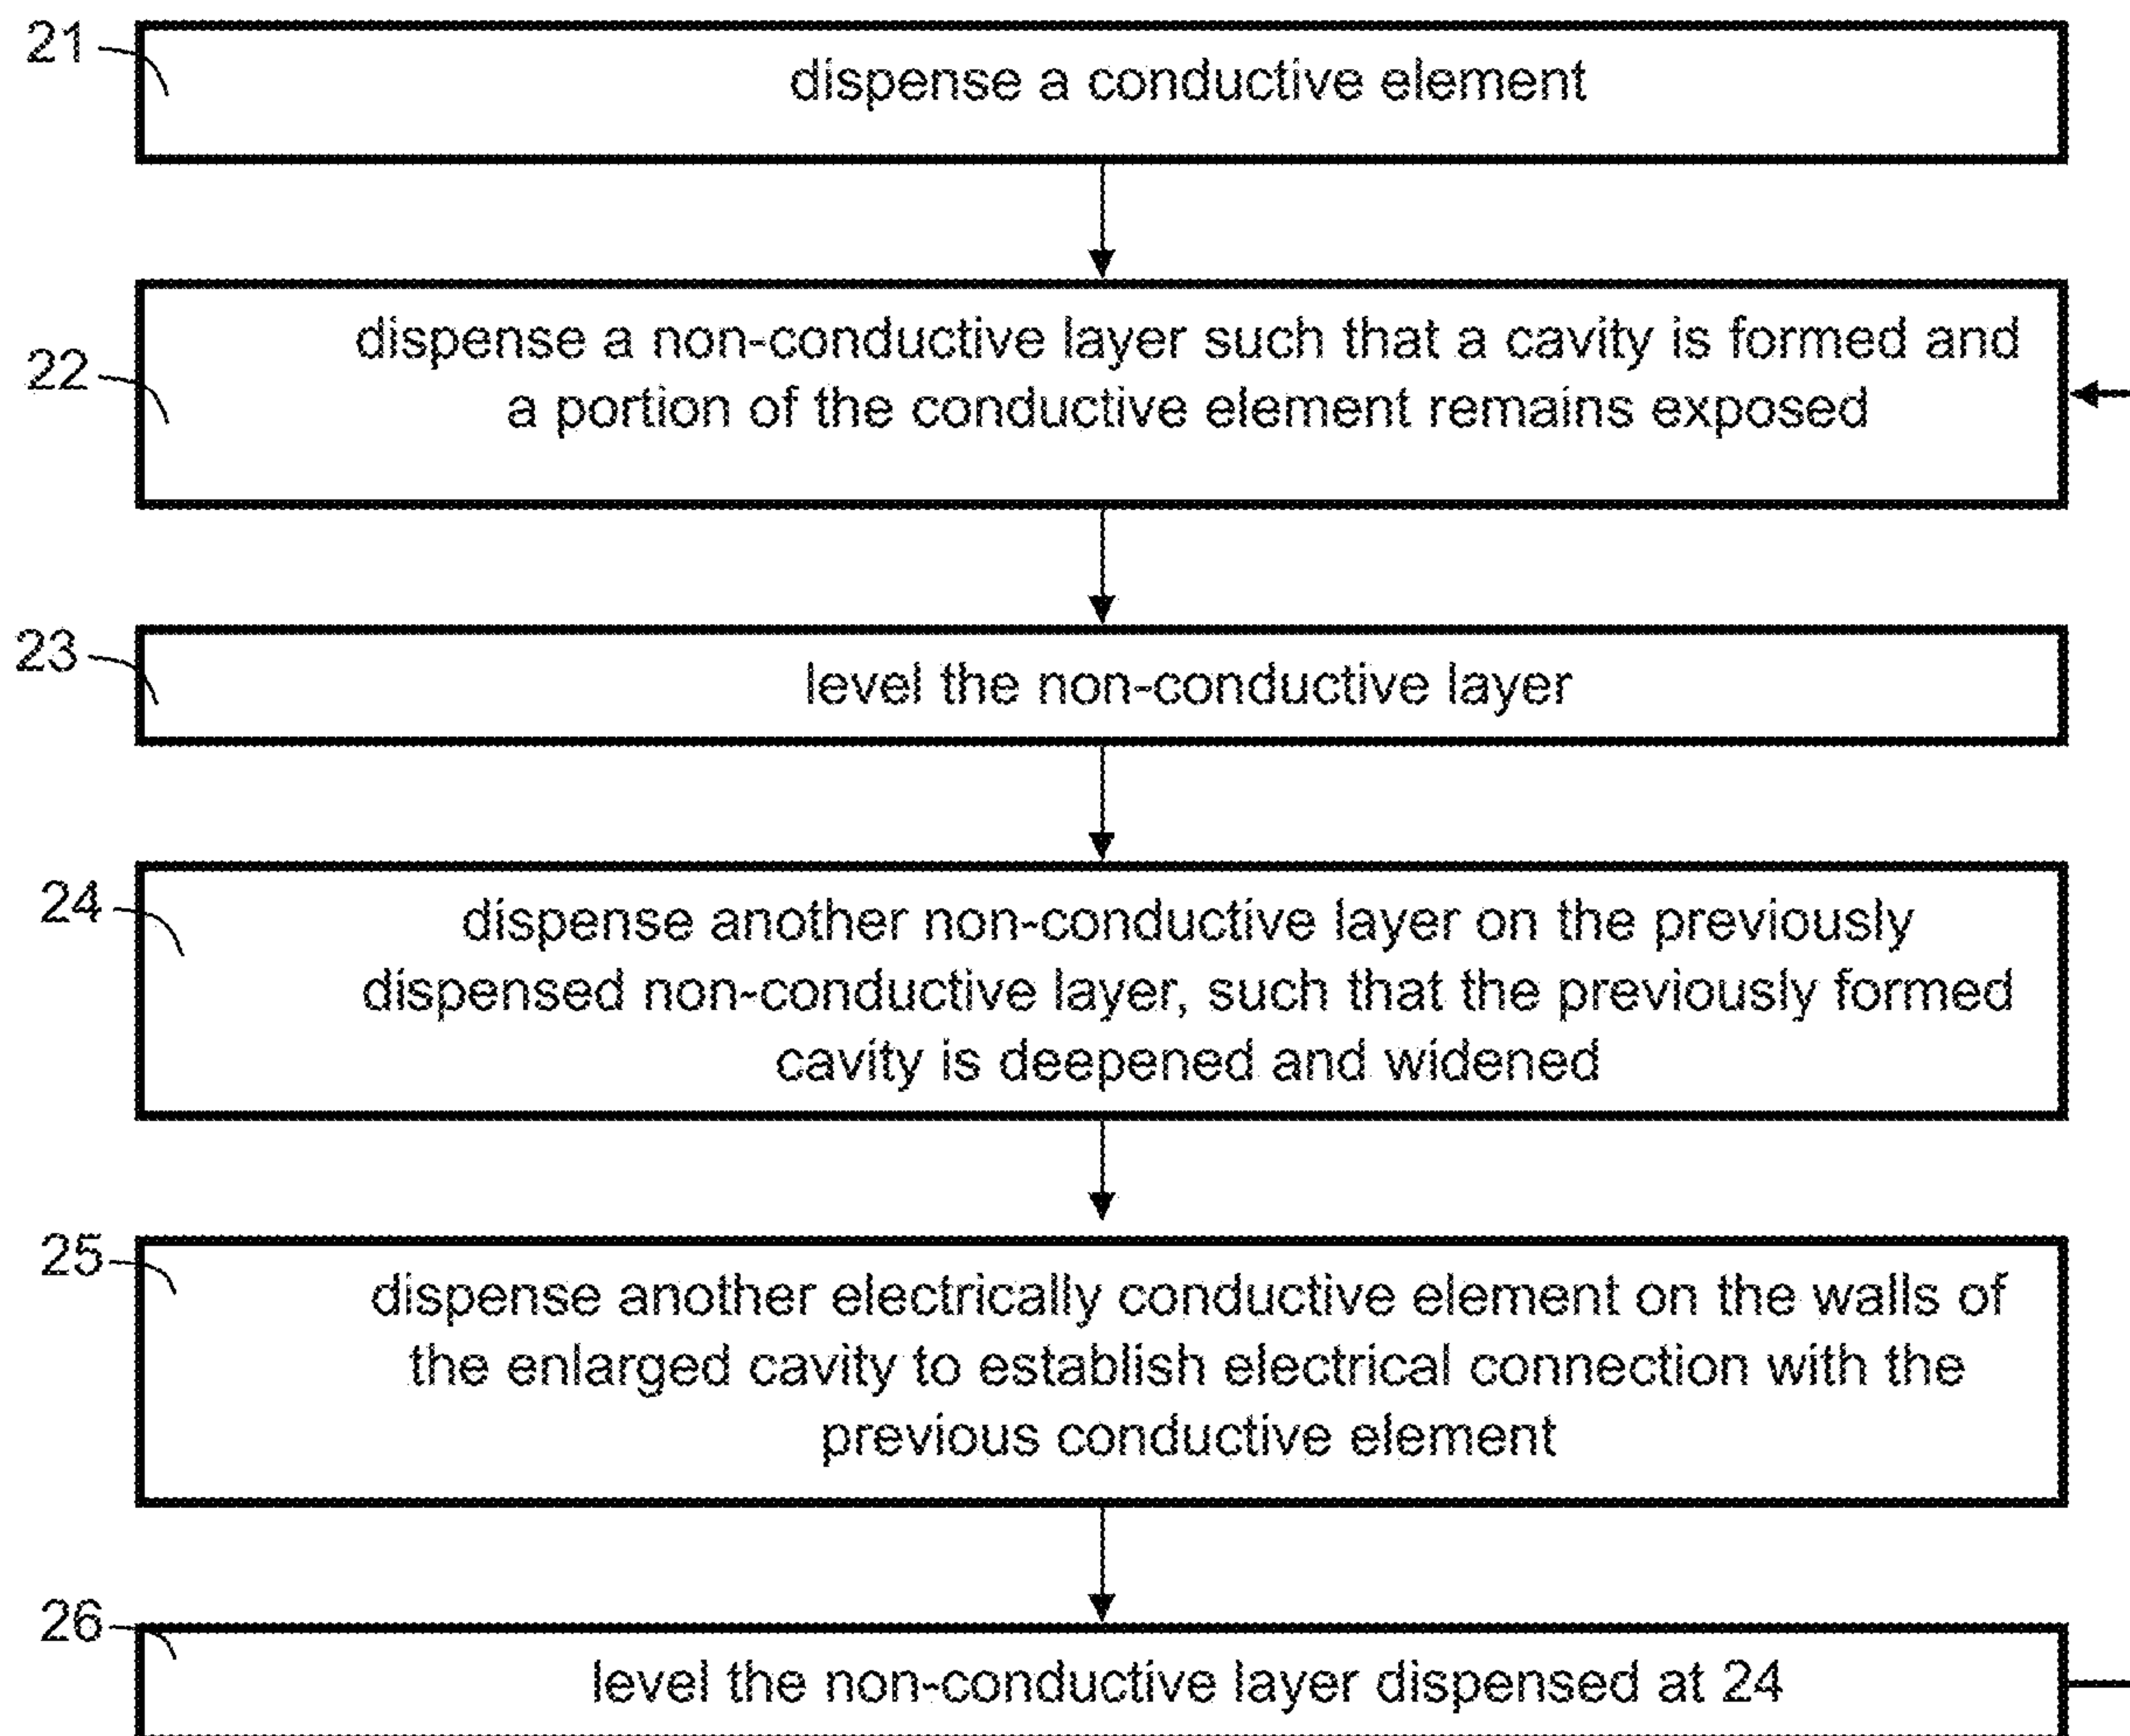 21
dispense a conductive element
22
dispense a non-conductive layer such that a cavity is formed and
a portion of the conductive element remains exposed
23
level the non-conductive layer
24
dispense another non-conductive layer on the previously
dispensed non-conductive layer, such that the previously formed
cavity is deepened and widened
25
dispense another electrically conductive element on the walls of
the enlarged cavity to establish electrical connection with the
previous conductive element
26
level the non-conductive layer dispensed at 24